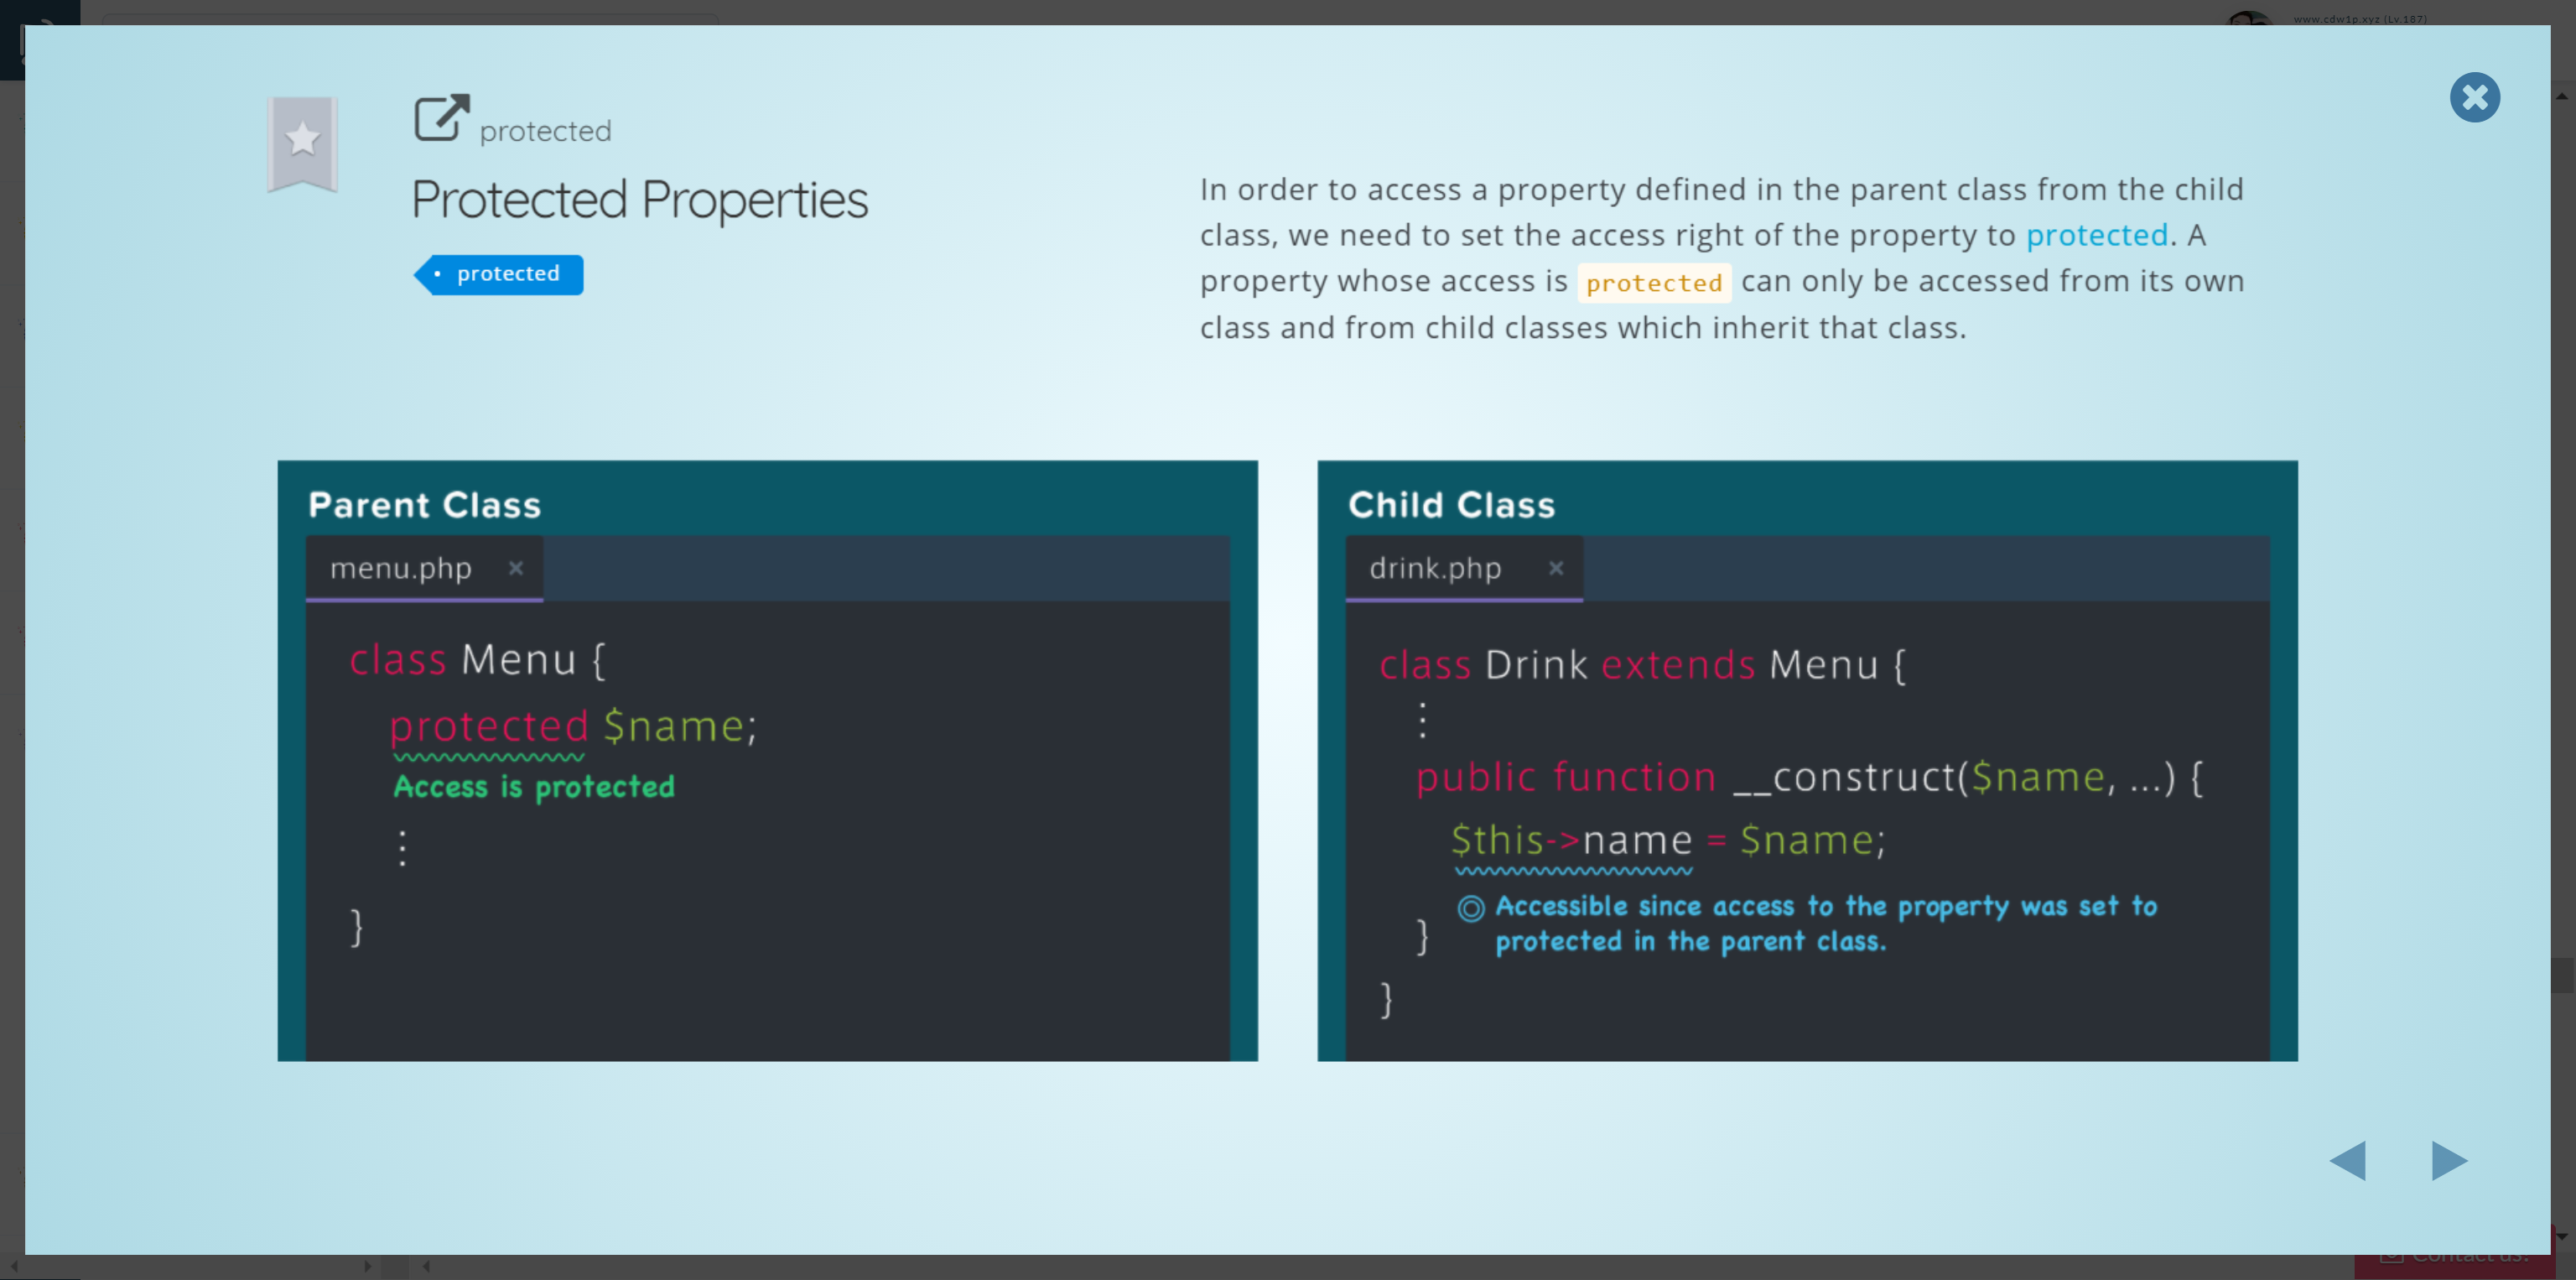 www.cdw1p.xyz (Lv.187)
protected
Protected Properties
protected
In order to access a property defined in the parent class from the child
class, we need to set the access right of the property to protected. A
property whose access is protected can only be accessed from its own
class and from child classes which inherit that class.
Parent Class
menu.php ×
class Menu {
protected $name;
Access is protected
⋮
}
Child Class
drink.php ×
class Drink extends Menu {
⋮
public function __construct($name, ...) {
$this->name = $name;
◎ Accessible since access to the property was set to
protected in the parent class.
}
}
Contact us!